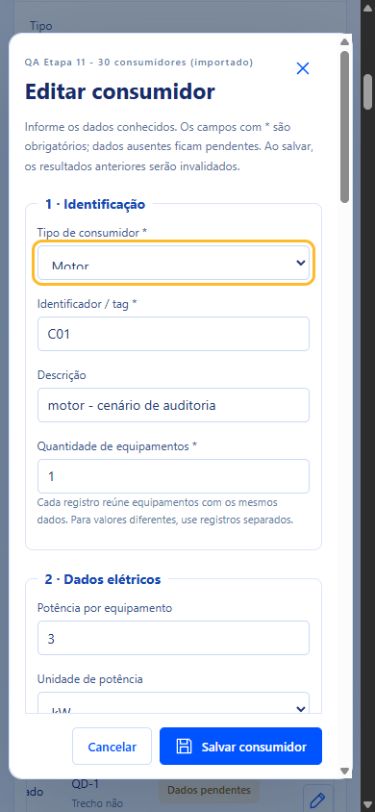 Tipo
QA Etapa 11 - 30 consumidores (importado)
Editar consumidor
Informe os dados conhecidos. Os campos com * são
obrigatórios; dados ausentes ficam pendentes. Ao salvar,
os resultados anteriores serão invalidados.
1 · Identificação
Tipo de consumidor *
Motor
Identificador / tag *
C01
Descrição
motor - cenário de auditoria
Quantidade de equipamentos *
1
Cada registro reúne equipamentos com os mesmos
dados. Para valores diferentes, use registros separados.
2 · Dados elétricos
Potência por equipamento
3
Unidade de potência
kW
Cancelar
Salvar consumidor
ado
QD-1
Dados pendentes
Trecho não